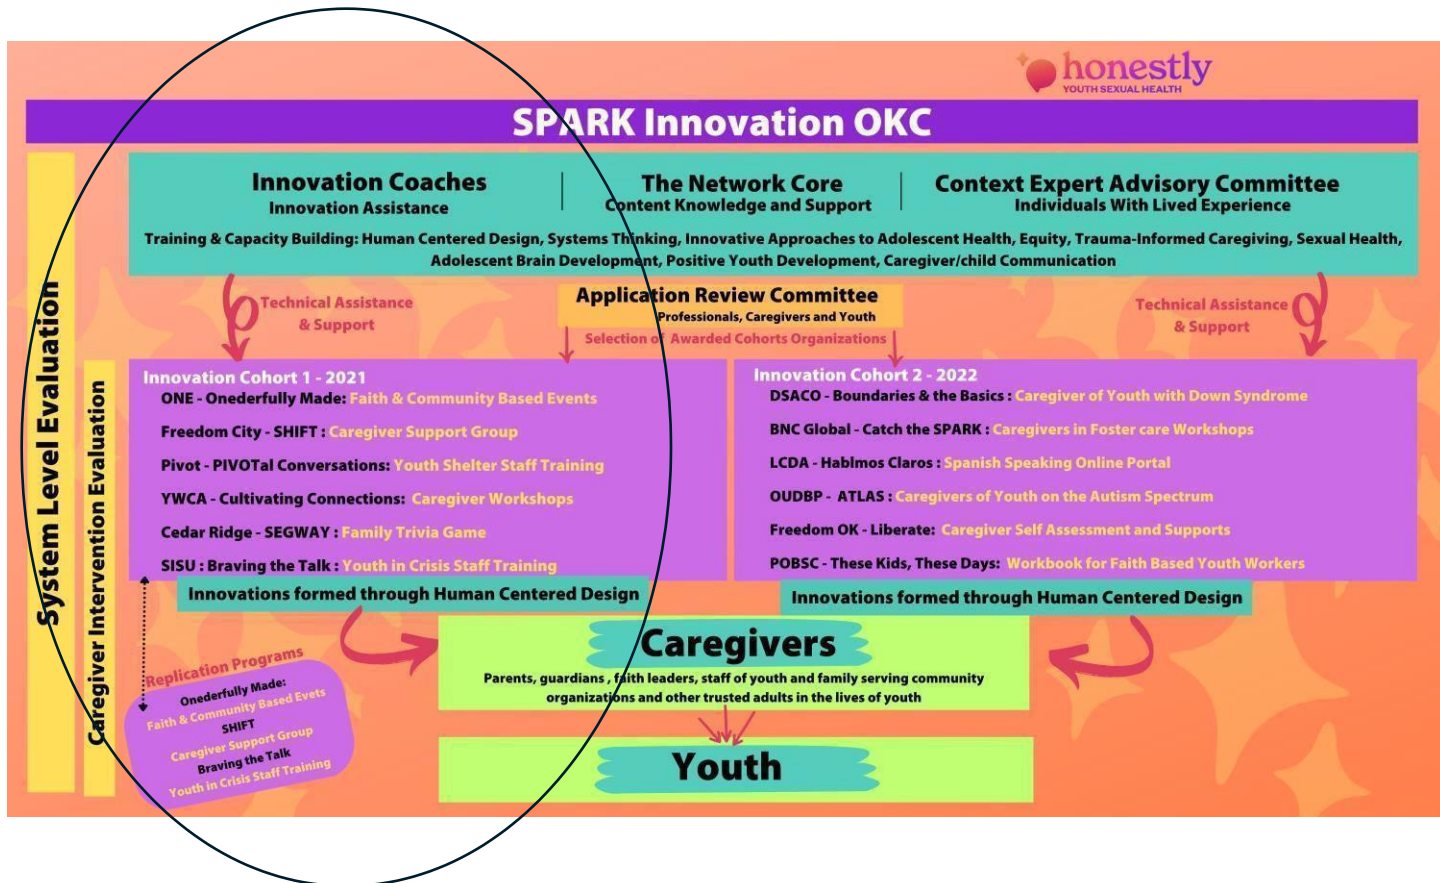 honestly
YOUTH SEXUAL HEALTH
SPARK Innovation OKC
System Level Evaluation
Caregiver Intervention Evaluation
Innovation Coaches
Innovation Assistance
The Network Core
Content Knowledge and Support
Context Expert Advisory Committee
Individuals With Lived Experience
Training & Capacity Building: Human Centered Design, Systems Thinking, Innovative Approaches to Adolescent Health, Equity, Trauma-Informed Caregiving, Sexual Health,
Adolescent Brain Development, Positive Youth Development, Caregiver/child Communication
Technical Assistance
& Support
Application Review Committee
Professionals, Caregivers and Youth
Selection of Awarded Cohorts Organizations
Technical Assistance
& Support
Innovation Cohort 1 - 2021
ONE - Onederfully Made: Faith & Community Based Events
Freedom City - SHIFT : Caregiver Support Group
Pivot - PIVOTal Conversations: Youth Shelter Staff Training
YWCA - Cultivating Connections: Caregiver Workshops
Cedar Ridge - SEGWAY : Family Trivia Game
SISU : Braving the Talk : Youth in Crisis Staff Training
Innovations formed through Human Centered Design
Innovation Cohort 2 - 2022
DSACO - Boundaries & the Basics : Caregiver of Youth with Down Syndrome
BNC Global - Catch the SPARK : Caregivers in Foster care Workshops
LCDA - Hablmos Claros : Spanish Speaking Online Portal
OUDBP - ATLAS : Caregivers of Youth on the Autism Spectrum
Freedom OK - Liberate: Caregiver Self Assessment and Supports
POBSC - These Kids, These Days: Workbook for Faith Based Youth Workers
Innovations formed through Human Centered Design
Replication Programs
Onederfully Made:
Faith & Community Based Evets
SHIFT
Caregiver Support Group
Braving the Talk
Youth in Crisis Staff Training
Caregivers
Parents, guardians , faith leaders, staff of youth and family serving community
organizations and other trusted adults in the lives of youth
Youth